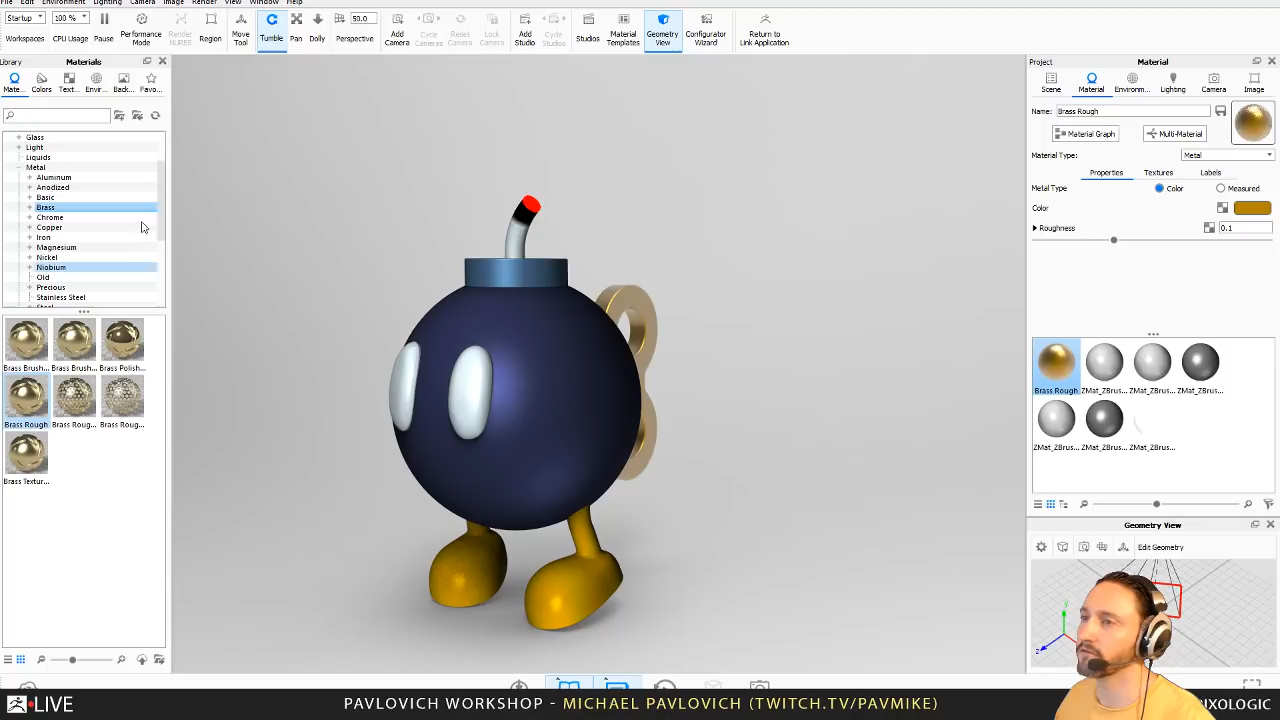 File Edit Environment Lighting Camera Image Render View Window Help
Startup 100 % 50.0
Workspaces CPU Usage Pause Performance Mode Render NURBS Region Move Tool Tumble Pan Dolly Perspective Add Camera Cycle Cameras Reset Camera Lock Camera Add Studio Cycle Studios Studios Material Templates Geometry View Configurator Wizard Return to Link Application
Library Materials
Mate... Colors Text... Envir... Back... Favo...
Glass
Light
Liquids
Metal
Aluminum
Anodized
Basic
Brass
Chrome
Copper
Iron
Magnesium
Nickel
Niobium
Old
Precious
Stainless Steel
Brass Brush... Brass Brush... Brass Polish...
Brass Rough Brass Roug... Brass Roug...
Brass Textur...
Project Material
Scene Material Environm... Lighting Camera Image
Name: Brass Rough
Material Graph Multi-Material
Material Type: Metal
Properties Textures Labels
Metal Type Color Measured
Color
Roughness 0.1
Brass Rough ZMat_ZBrus... ZMat_ZBrus... ZMat_ZBrus...
ZMat_ZBrus... ZMat_ZBrus... ZMat_ZBrus...
Geometry View
Edit Geometry
LIVE PAVLOVICH WORKSHOP - MICHAEL PAVLOVICH (TWITCH.TV/PAVMIKE) IXOLOGIC